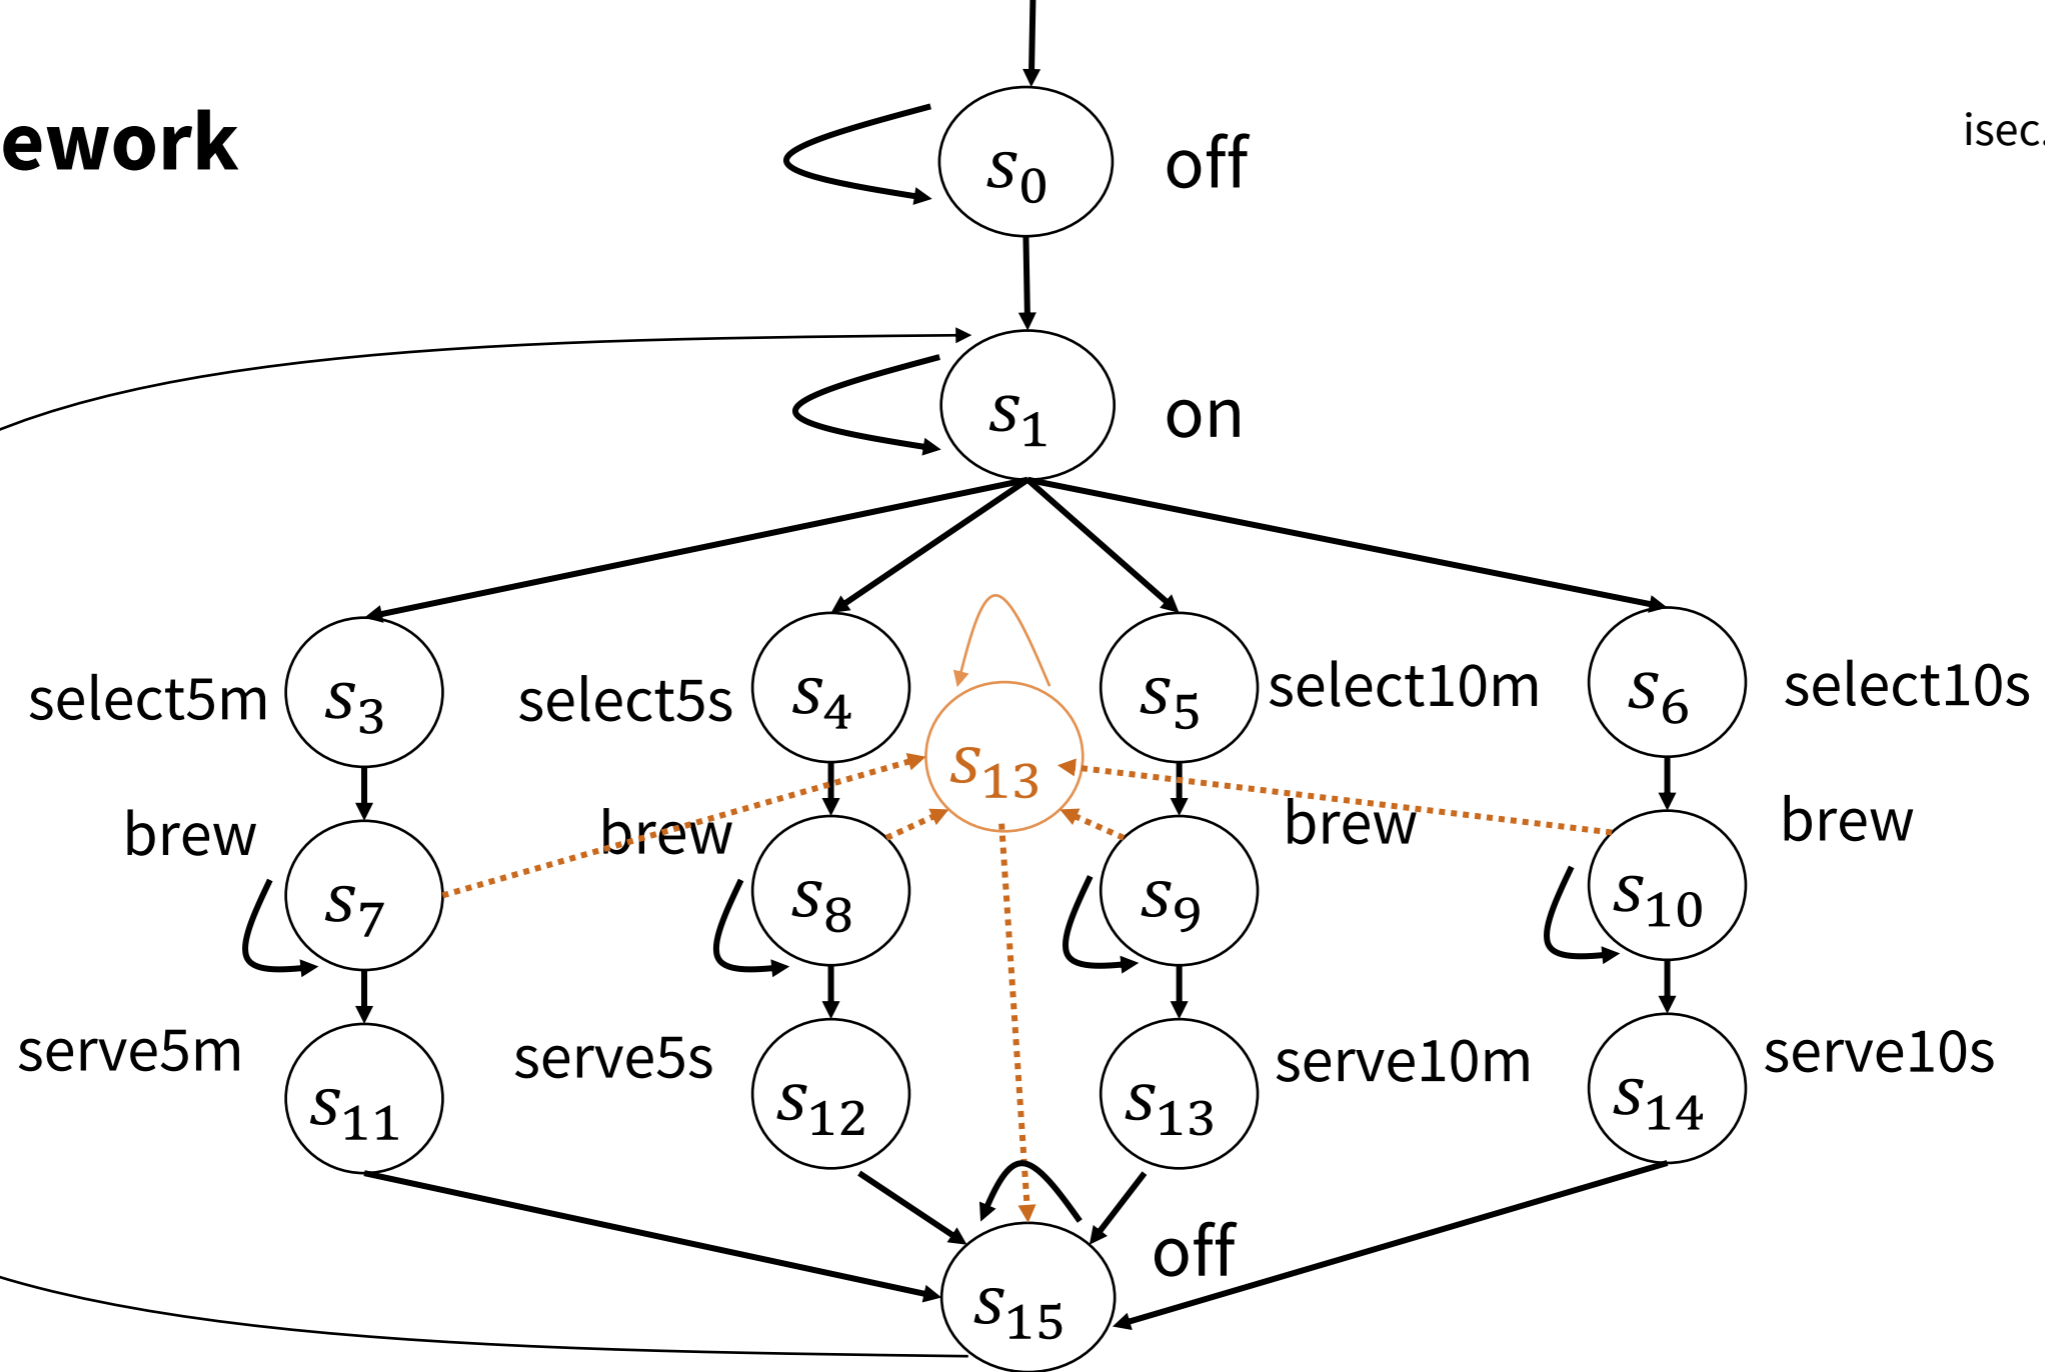 ework
isec.
s0 off
s1 on
select5m s3 select5s s4 s5 select10m s6 select10s
s13
brew brew brew brew
s7 s8 s9 s10
serve5m serve5s serve10m serve10s
s11 s12 s13 s14
off
s15